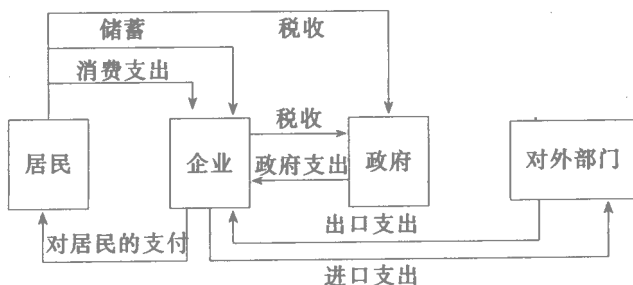 储蓄
税收
消费支出
税收
居民
企业
政府支出
政府
对外部门
出口支出
对居民的支付
进口支出